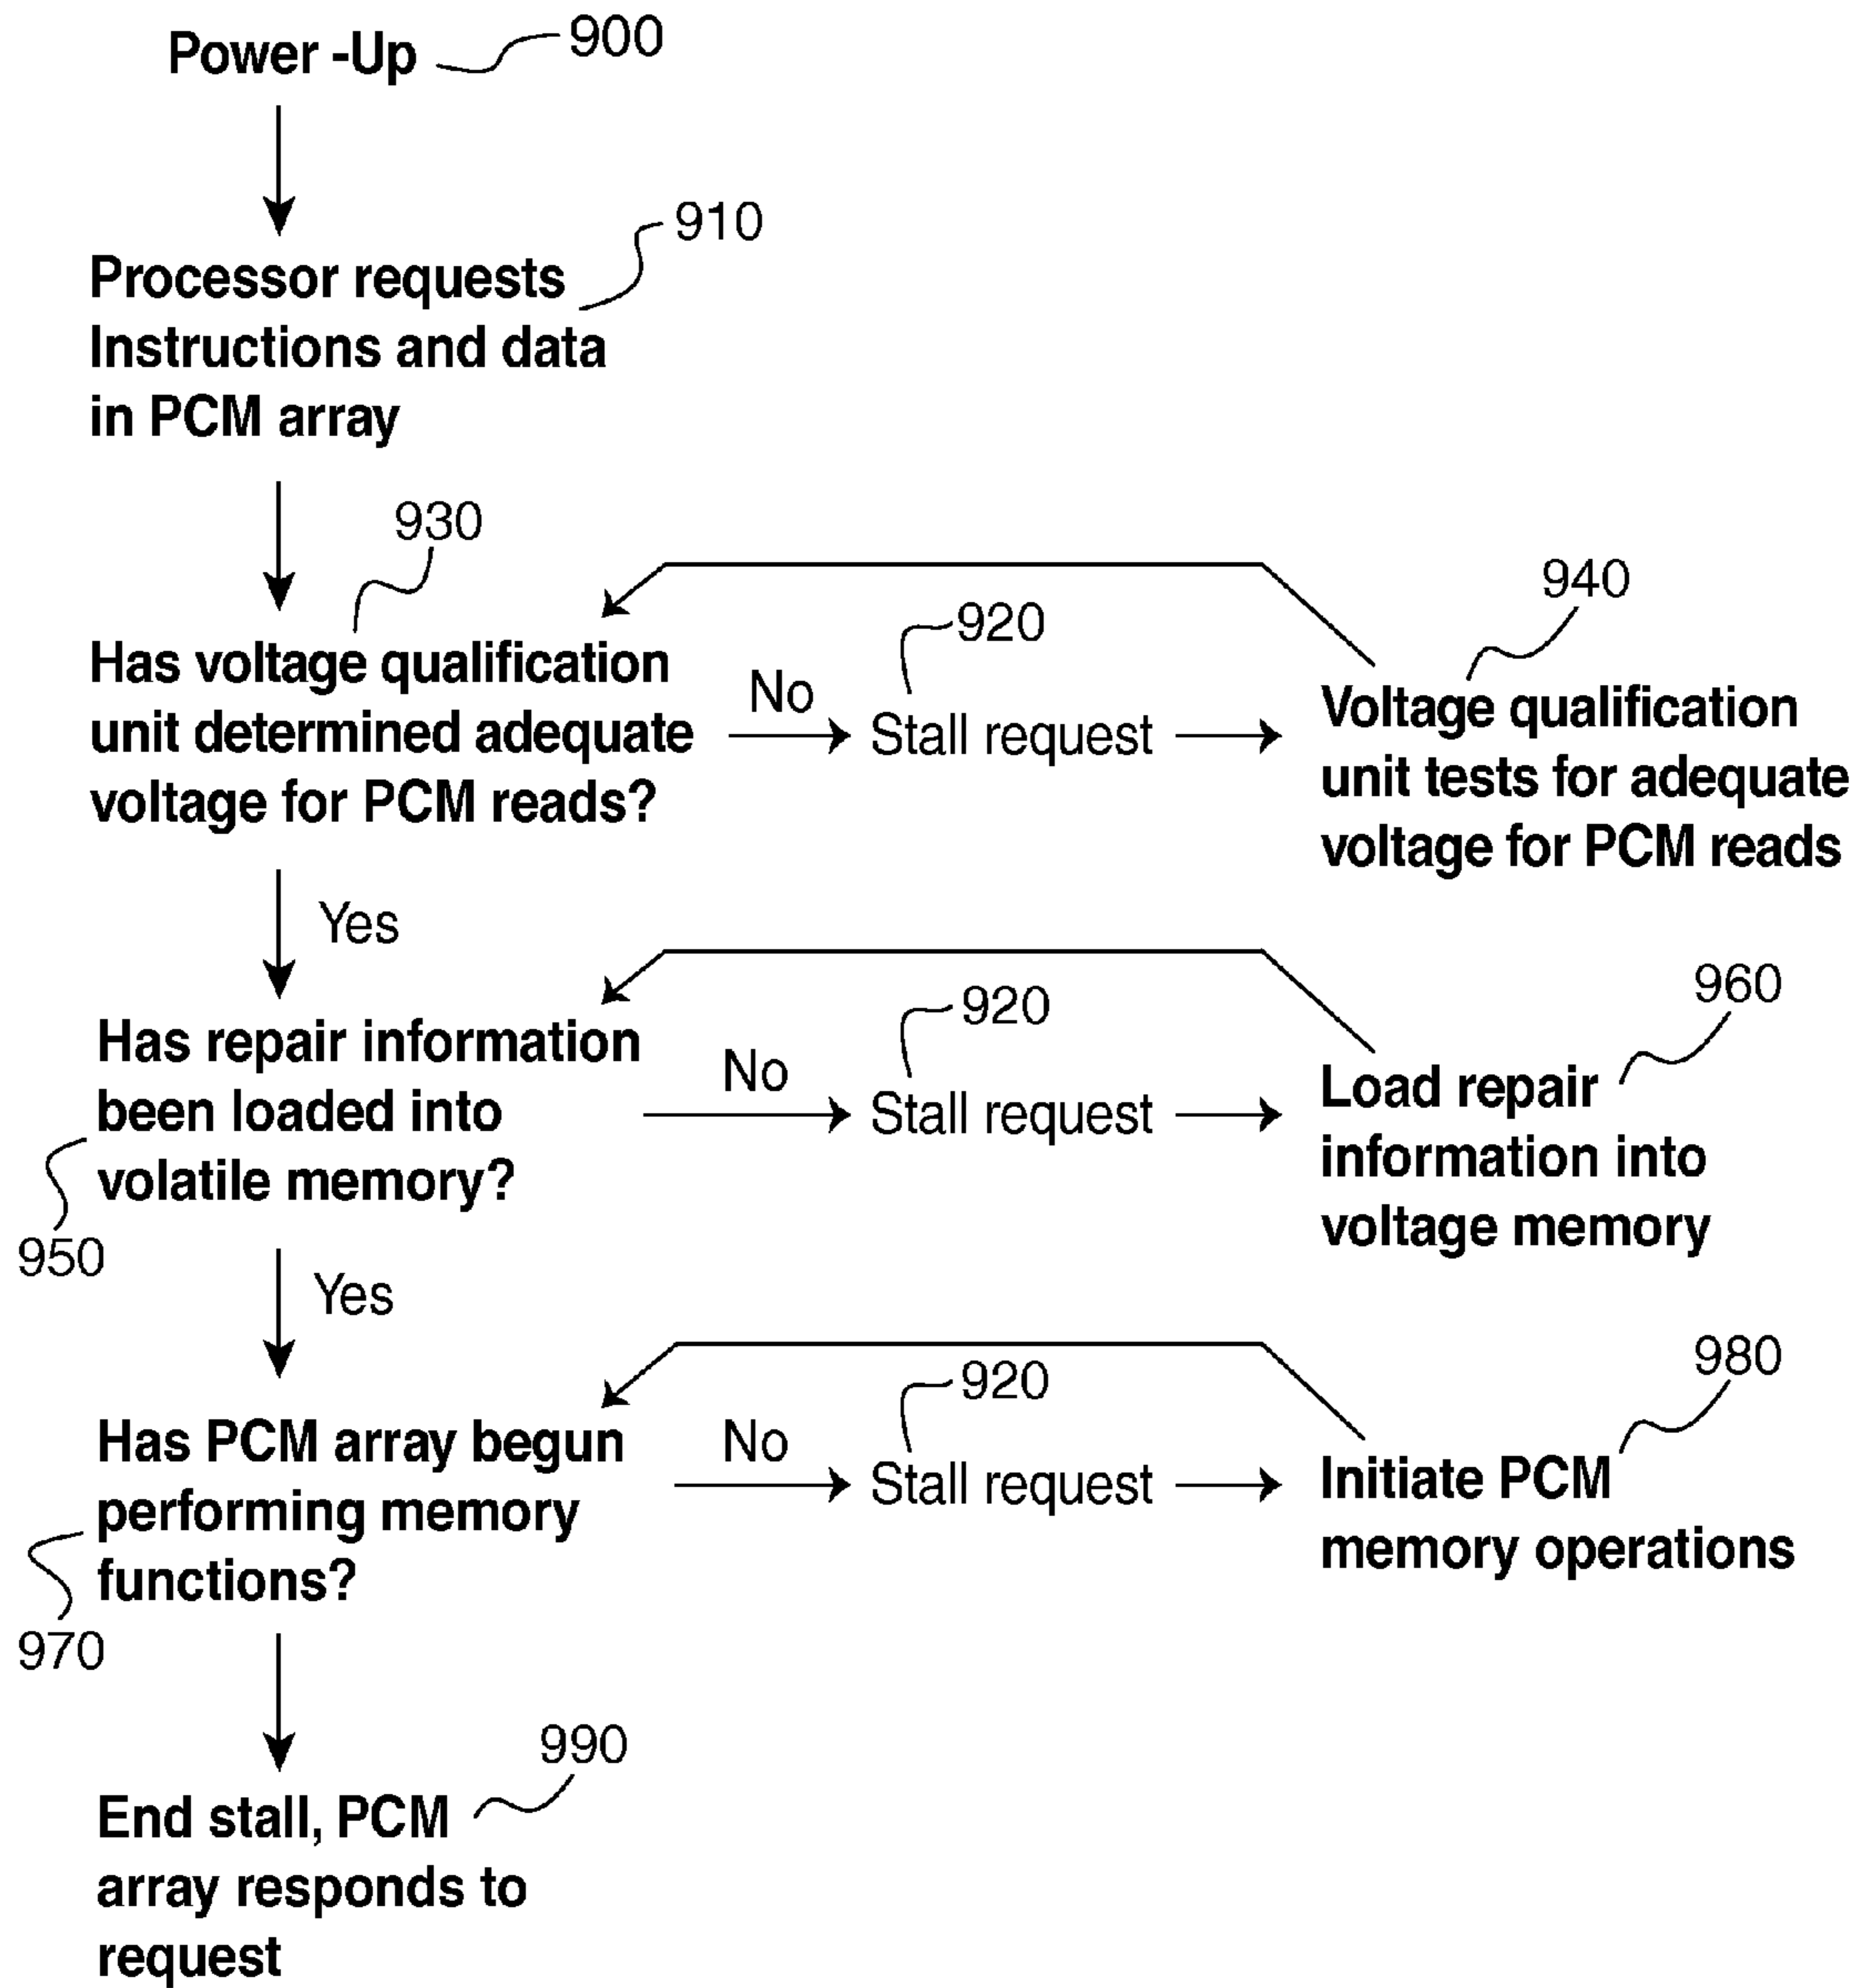 Power -Up
900
910
Processor requests
Instructions and data
in PCM array
930
Has voltage qualification
unit determined adequate
voltage for PCM reads?
No
920
Stall request
940
Voltage qualification
unit tests for adequate
voltage for PCM reads
Yes
Has repair information
been loaded into
volatile memory?
950
No
920
Stall request
960
Load repair
information into
voltage memory
Yes
Has PCM array begun
performing memory
functions?
970
No
920
Stall request
980
Initiate PCM
memory operations
990
End stall, PCM
array responds to
request